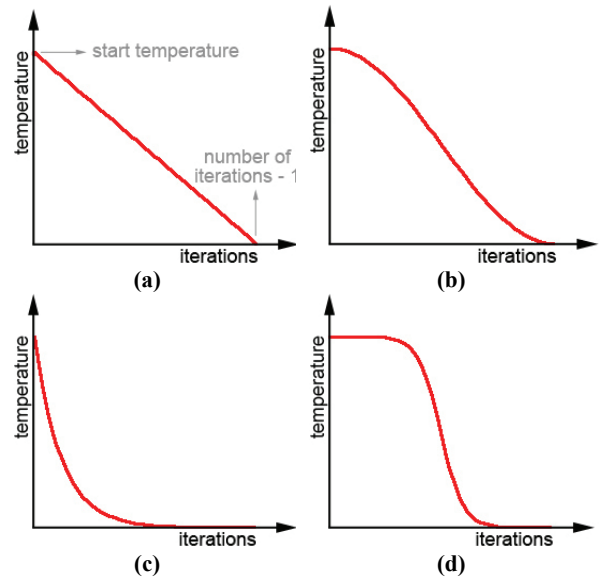 temperature
start temperature
number of
iterations - 1
iterations
(a)
temperature
iterations
(b)
temperature
iterations
(c)
temperature
iterations
(d)